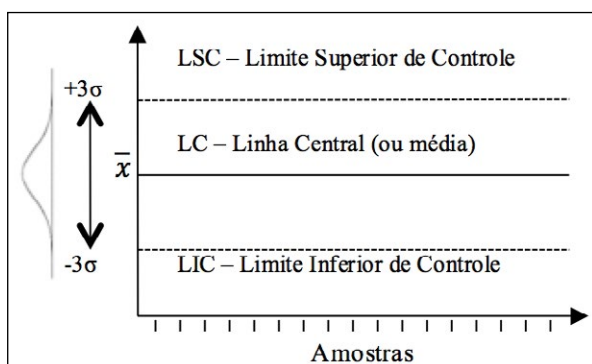 LSC – Limite Superior de Controle
+3σ
LC – Linha Central (ou média)
x̅
-3σ
LIC – Limite Inferior de Controle
Amostras